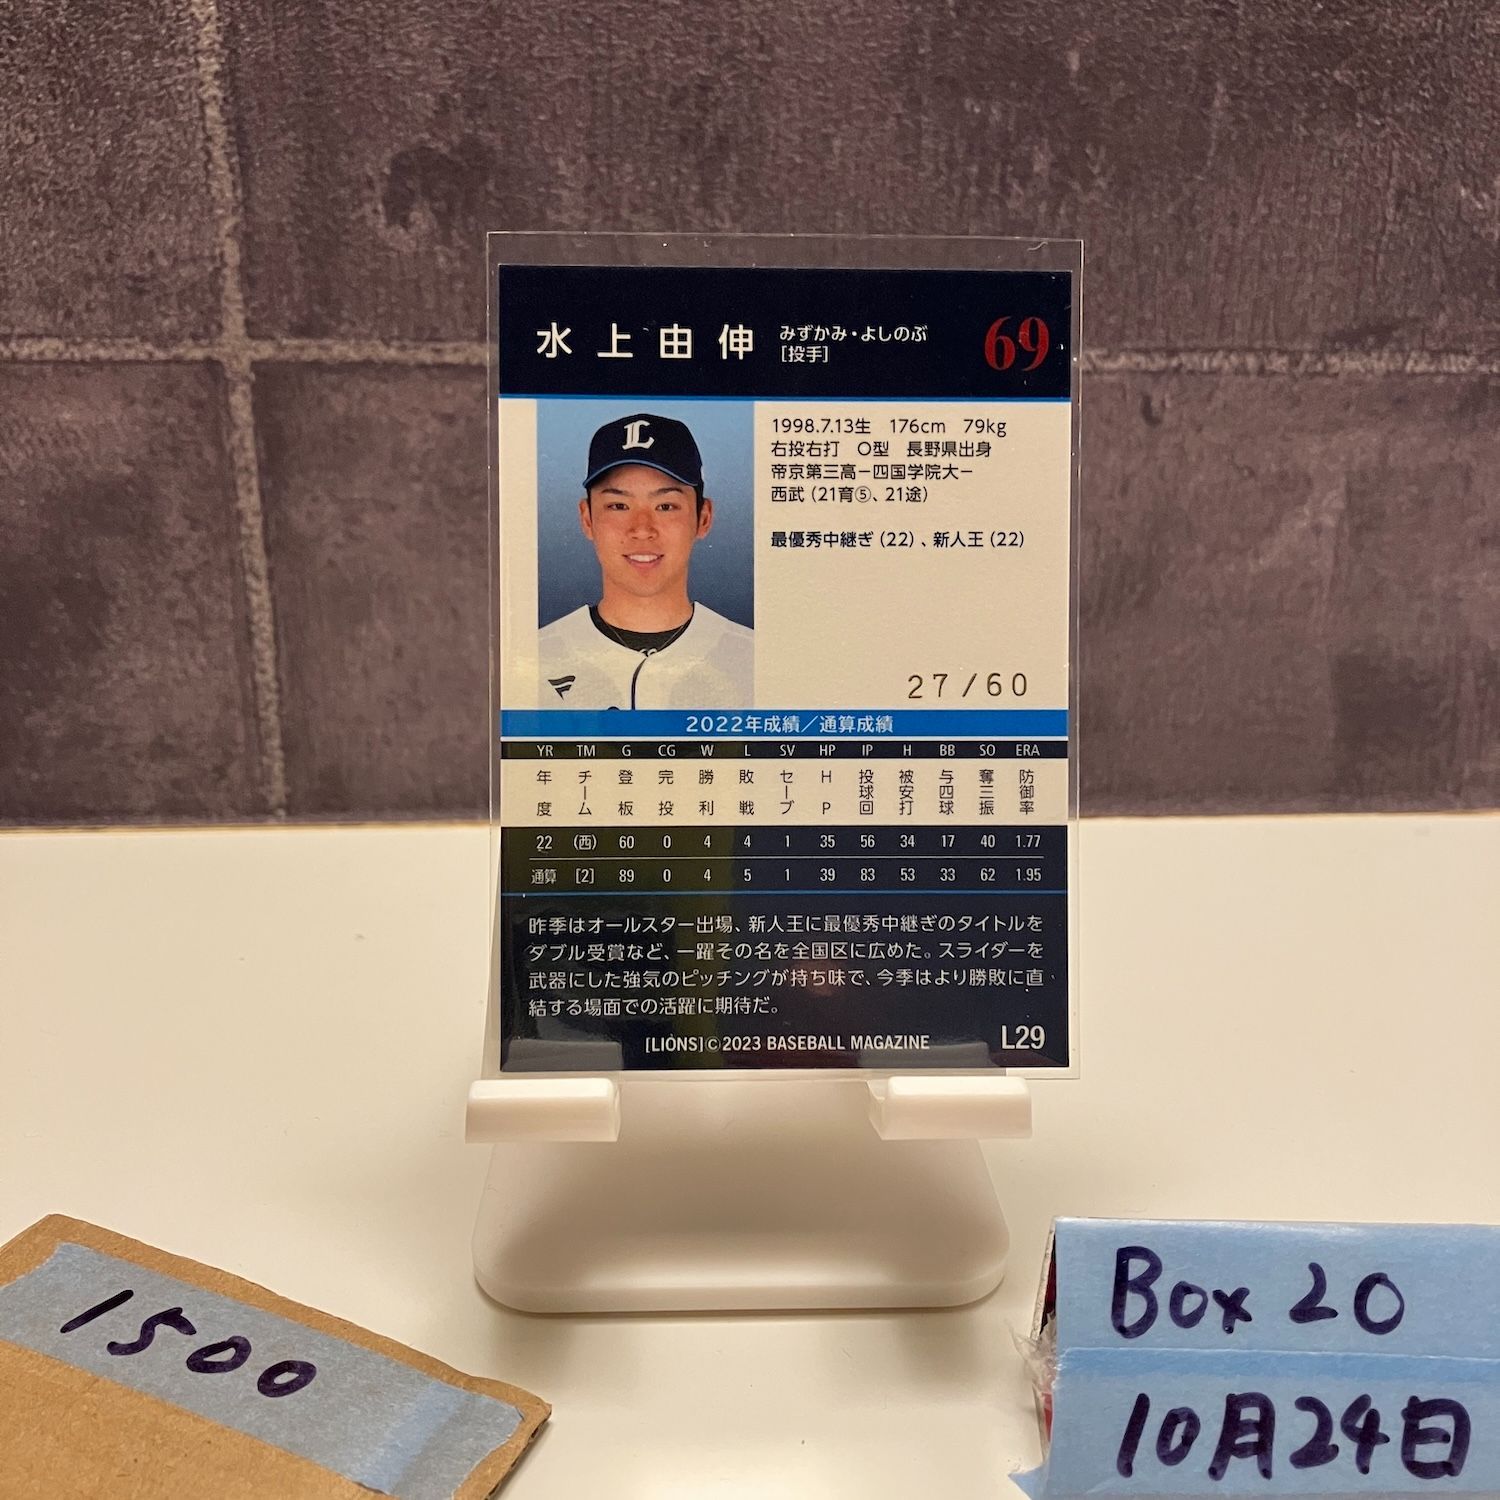 水上由伸 みずかみ・よしのぶ [投手] 69
L
1998.7.13生 176cm 79kg
右投右打 O型 長野県出身
帝京第三高－四国学院大－
西武（21育⑤、21途）
最優秀中継ぎ（22）、新人王（22）
27/60
2022年成績／通算成績
YR TM G CG W L SV HP IP H BB SO ERA
年度 チーム 登板 完投 勝利 敗戦 セーブ HP 投球回 被安打 与四球 奪三振 防御率
22 (西) 60 0 4 4 1 35 56 34 17 40 1.77
通算 [2] 89 0 4 5 1 39 83 53 33 62 1.95
昨季はオールスター出場、新人王に最優秀中継ぎのタイトルを
ダブル受賞など、一躍その名を全国区に広めた。スライダーを
武器にした強気のピッチングが持ち味で、今季はより勝敗に直
結する場面での活躍に期待だ。
[LIONS]©2023 BASEBALL MAGAZINE L29
1500
Box 20
10月24日